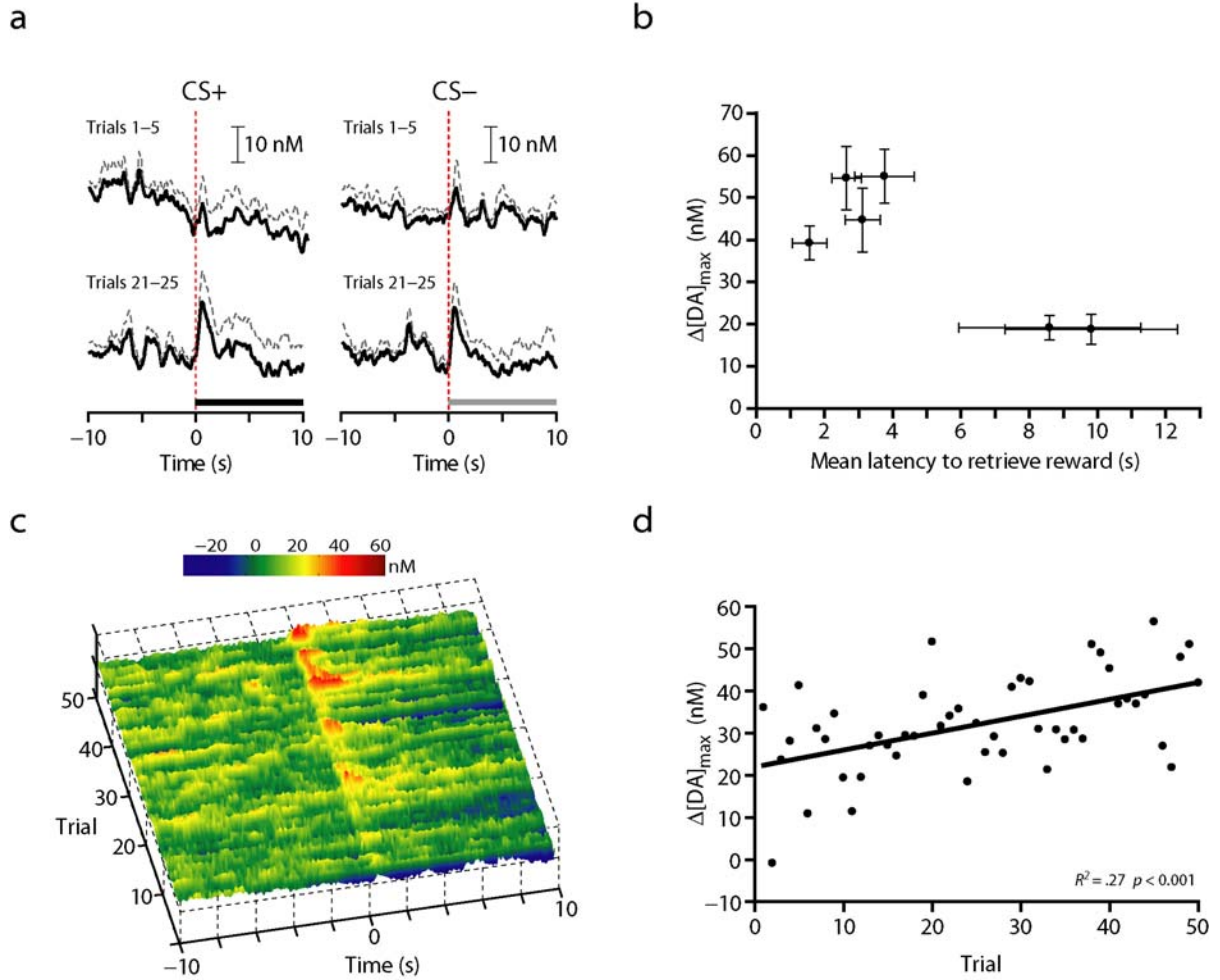 a
CS+
CS−
Trials 1−5
10 nM
Trials 1−5
10 nM
Trials 21−25
Trials 21−25
−10 0 10
−10 0 10
Time (s)
Time (s)
b
70
60
50
40
30
20
10
0
Δ[DA]max (nM)
0 2 4 6 8 10 12
Mean latency to retrieve reward (s)
c
−20 0 20 40 60
nM
50
40
30
20
10
Trial
−10 0 10
Time (s)
d
60
50
40
30
20
10
0
−10
Δ[DA]max (nM)
R² = .27 p < 0.001
0 10 20 30 40 50
Trial